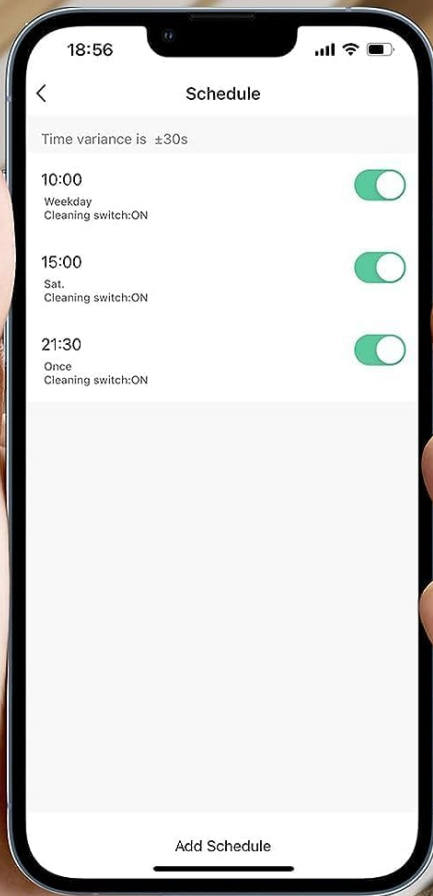 18:56
Schedule
Time variance is ±30s
10:00
Weekday
Cleaning switch:ON
15:00
Sat.
Cleaning switch:ON
21:30
Once
Cleaning switch:ON
Add Schedule